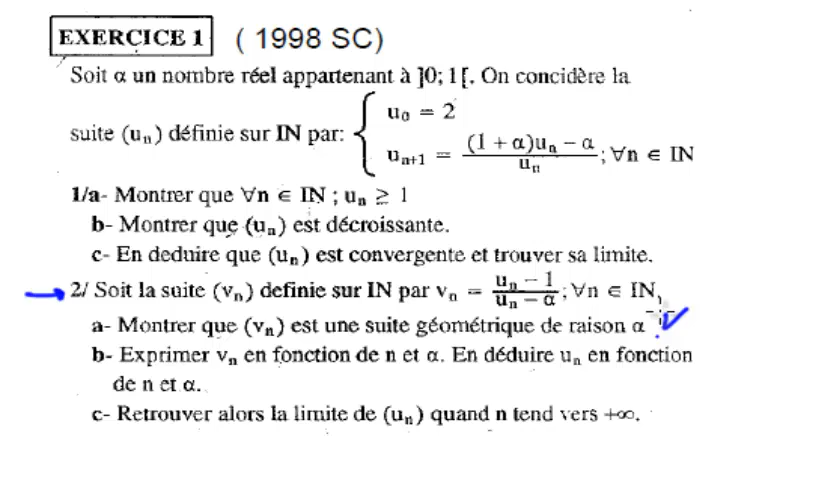 EXERCICE 1 ( 1998 SC)
Soit α un nombre réel appartenant à ]0; 1[. On concidère la
suite (uₙ) définie sur IN par: { u₀ = 2
uₙ₊₁ = (1 + α)uₙ – α / uₙ ; ∀n ∈ IN
1/a- Montrer que ∀n ∈ IN ; uₙ ≥ 1
b- Montrer que (uₙ) est décroissante.
c- En deduire que (uₙ) est convergente et trouver sa limite.
2/ Soit la suite (vₙ) definie sur IN par vₙ = uₙ – 1 / uₙ – α ; ∀n ∈ IN,
a- Montrer que (vₙ) est une suite géométrique de raison α
b- Exprimer vₙ en fonction de n et α. En déduire uₙ en fonction
de n et α.
c- Retrouver alors la limite de (uₙ) quand n tend vers +∞.